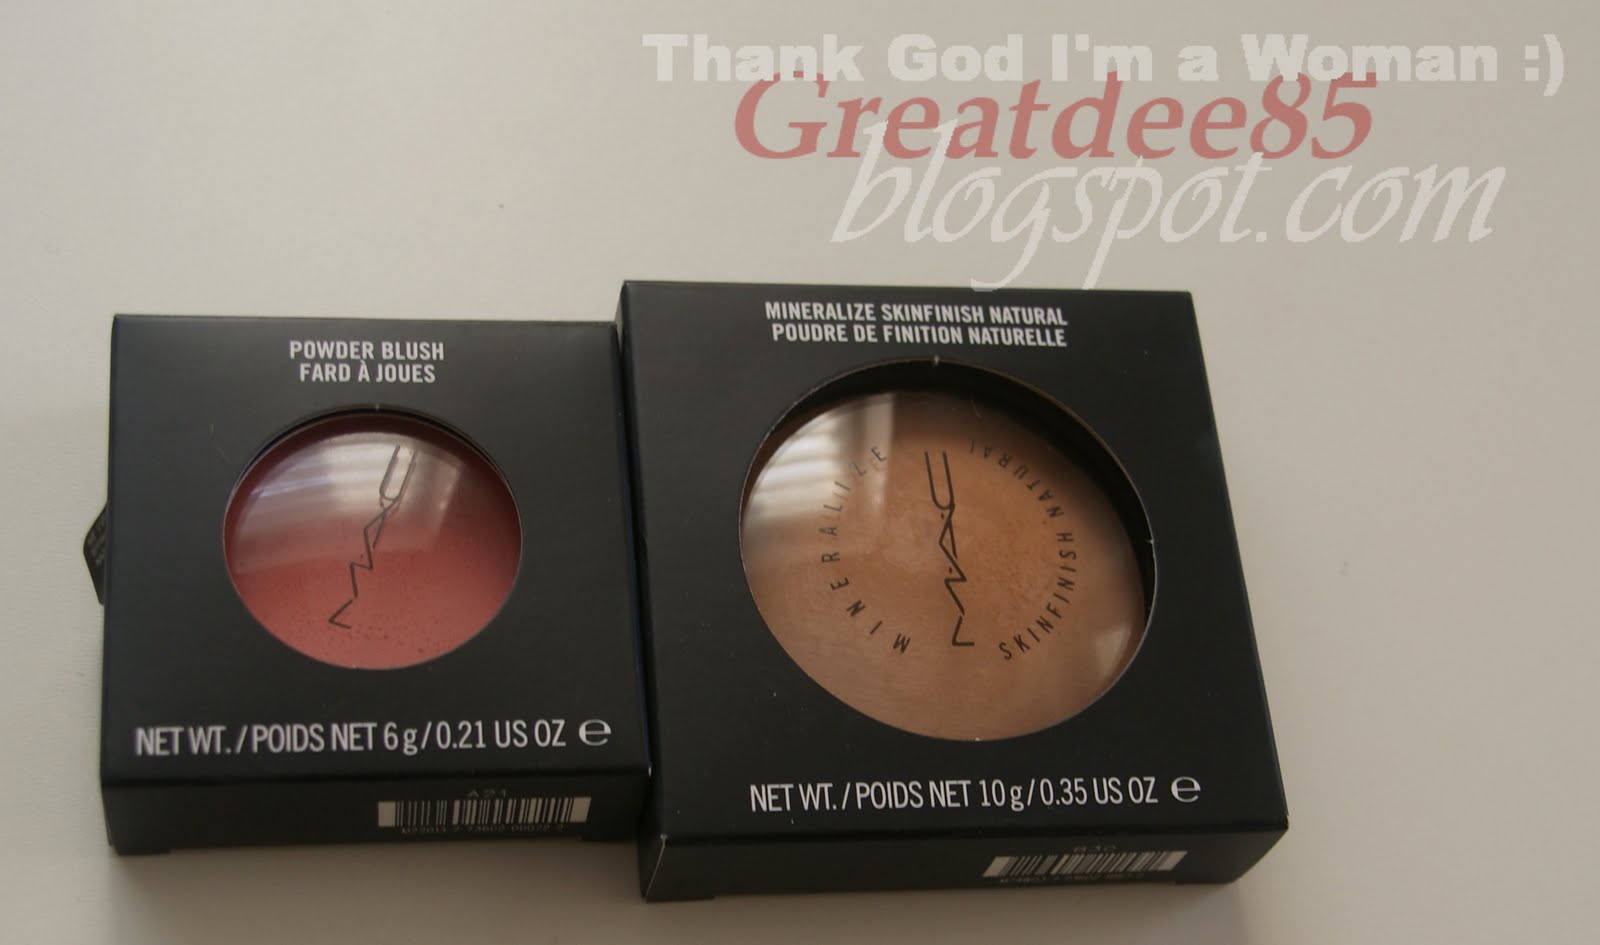 Thank God I'm a Woman :)
Greatdee85
blogspot.com
POWDER BLUSH
FARD À JOUES
M·A·C
NET WT. / POIDS NET 6 g / 0.21 US OZ ℮
A21
MINERALIZE SKINFINISH NATURAL
POUDRE DE FINITION NATURELLE
MINERALIZE
M·A·C
SKINFINISH NATURAL
NET WT. / POIDS NET 10 g / 0.35 US OZ ℮